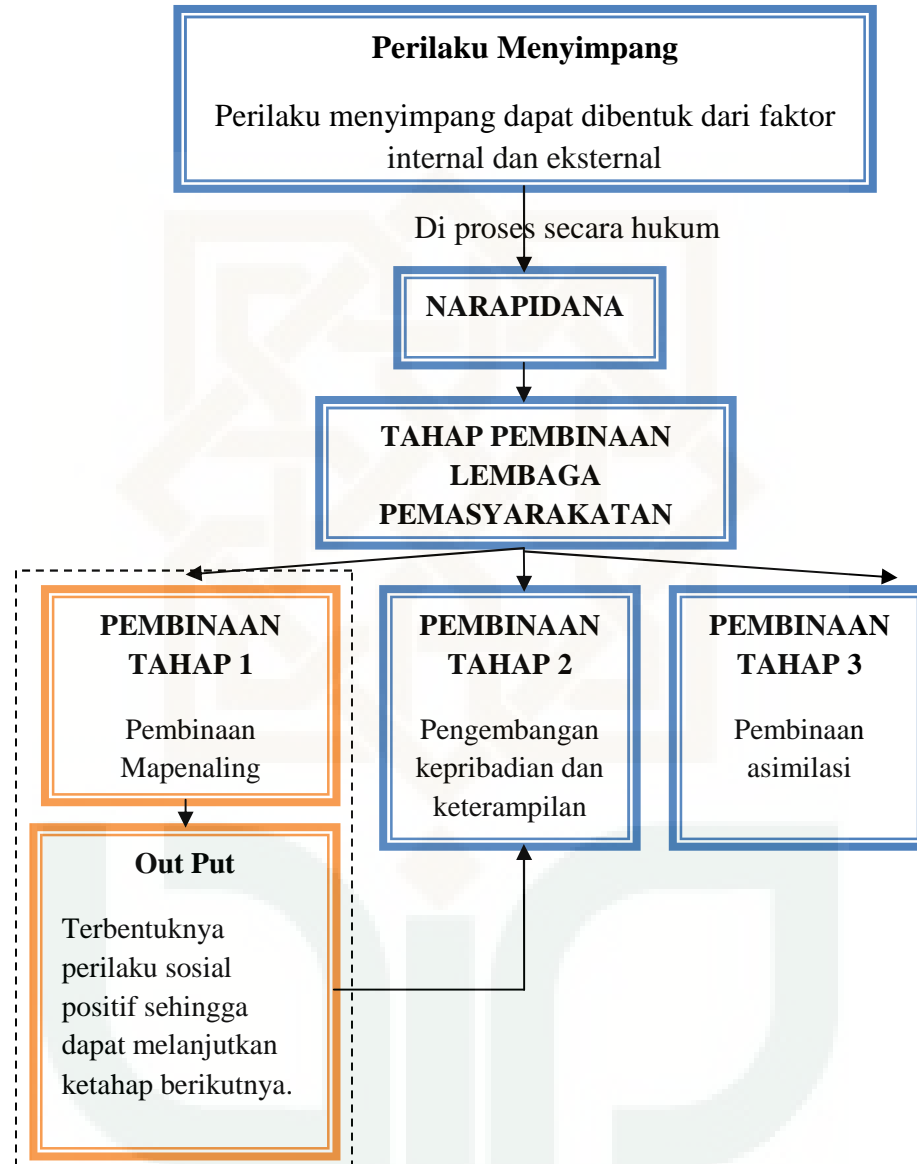 Perilaku Menyimpang
Perilaku menyimpang dapat dibentuk dari faktor
internal dan eksternal
Di proses secara hukum
NARAPIDANA
TAHAP PEMBINAAN
LEMBAGA
PEMASYARAKATAN
PEMBINAAN
TAHAP 1
Pembinaan
Mapenaling
PEMBINAAN
TAHAP 2
Pengembangan
kepribadian dan
keterampilan
PEMBINAAN
TAHAP 3
Pembinaan
asimilasi
Out Put
Terbentuknya
perilaku sosial
positif sehingga
dapat melanjutkan
ketahap berikutnya.